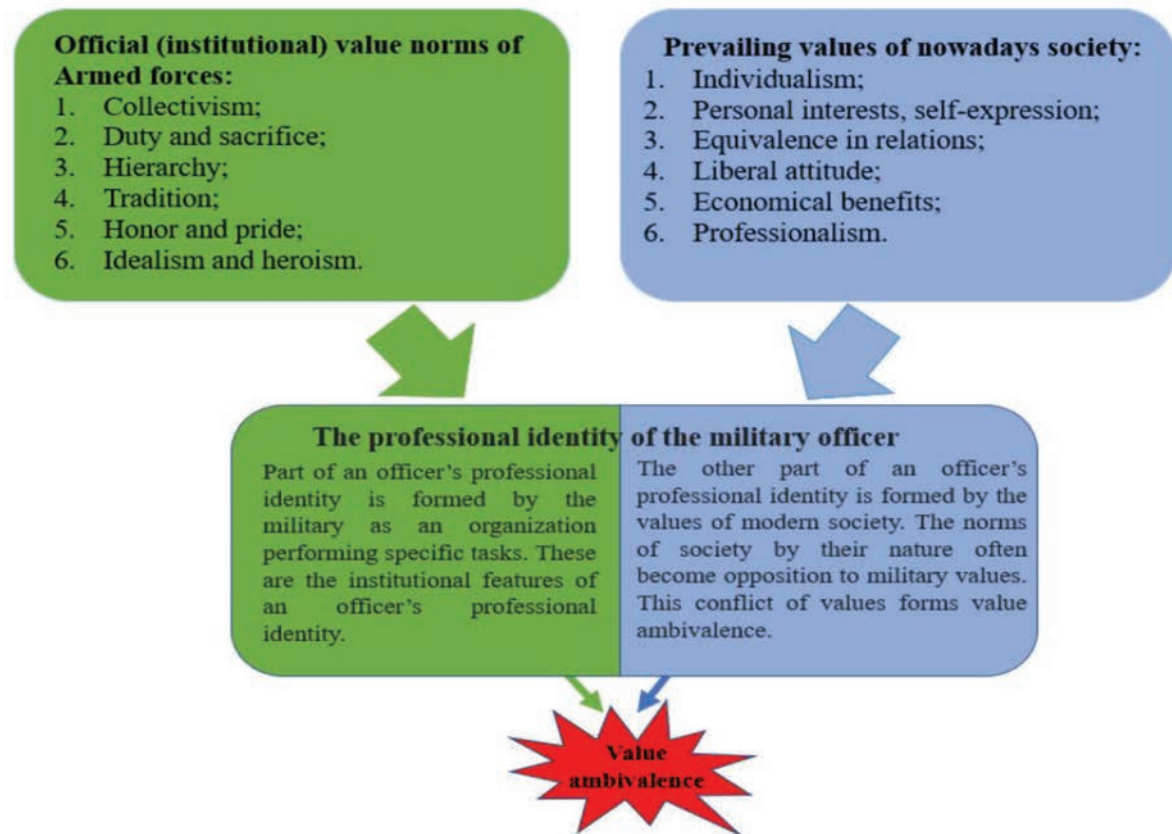 Official (institutional) value norms of
Armed forces:
1. Collectivism;
2. Duty and sacrifice;
3. Hierarchy;
4. Tradition;
5. Honor and pride;
6. Idealism and heroism.
Prevailing values of nowadays society:
1. Individualism;
2. Personal interests, self-expression;
3. Equivalence in relations;
4. Liberal attitude;
5. Economical benefits;
6. Professionalism.
The professional identity of the military officer
Part of an officer's professional
identity is formed by the
military as an organization
performing specific tasks. These
are the institutional features of
an officer's professional
identity.
The other part of an officer's
professional identity is formed by the
values of modern society. The norms
of society by their nature often
become opposition to military values.
This conflict of values forms value
ambivalence.
Value
ambivalence